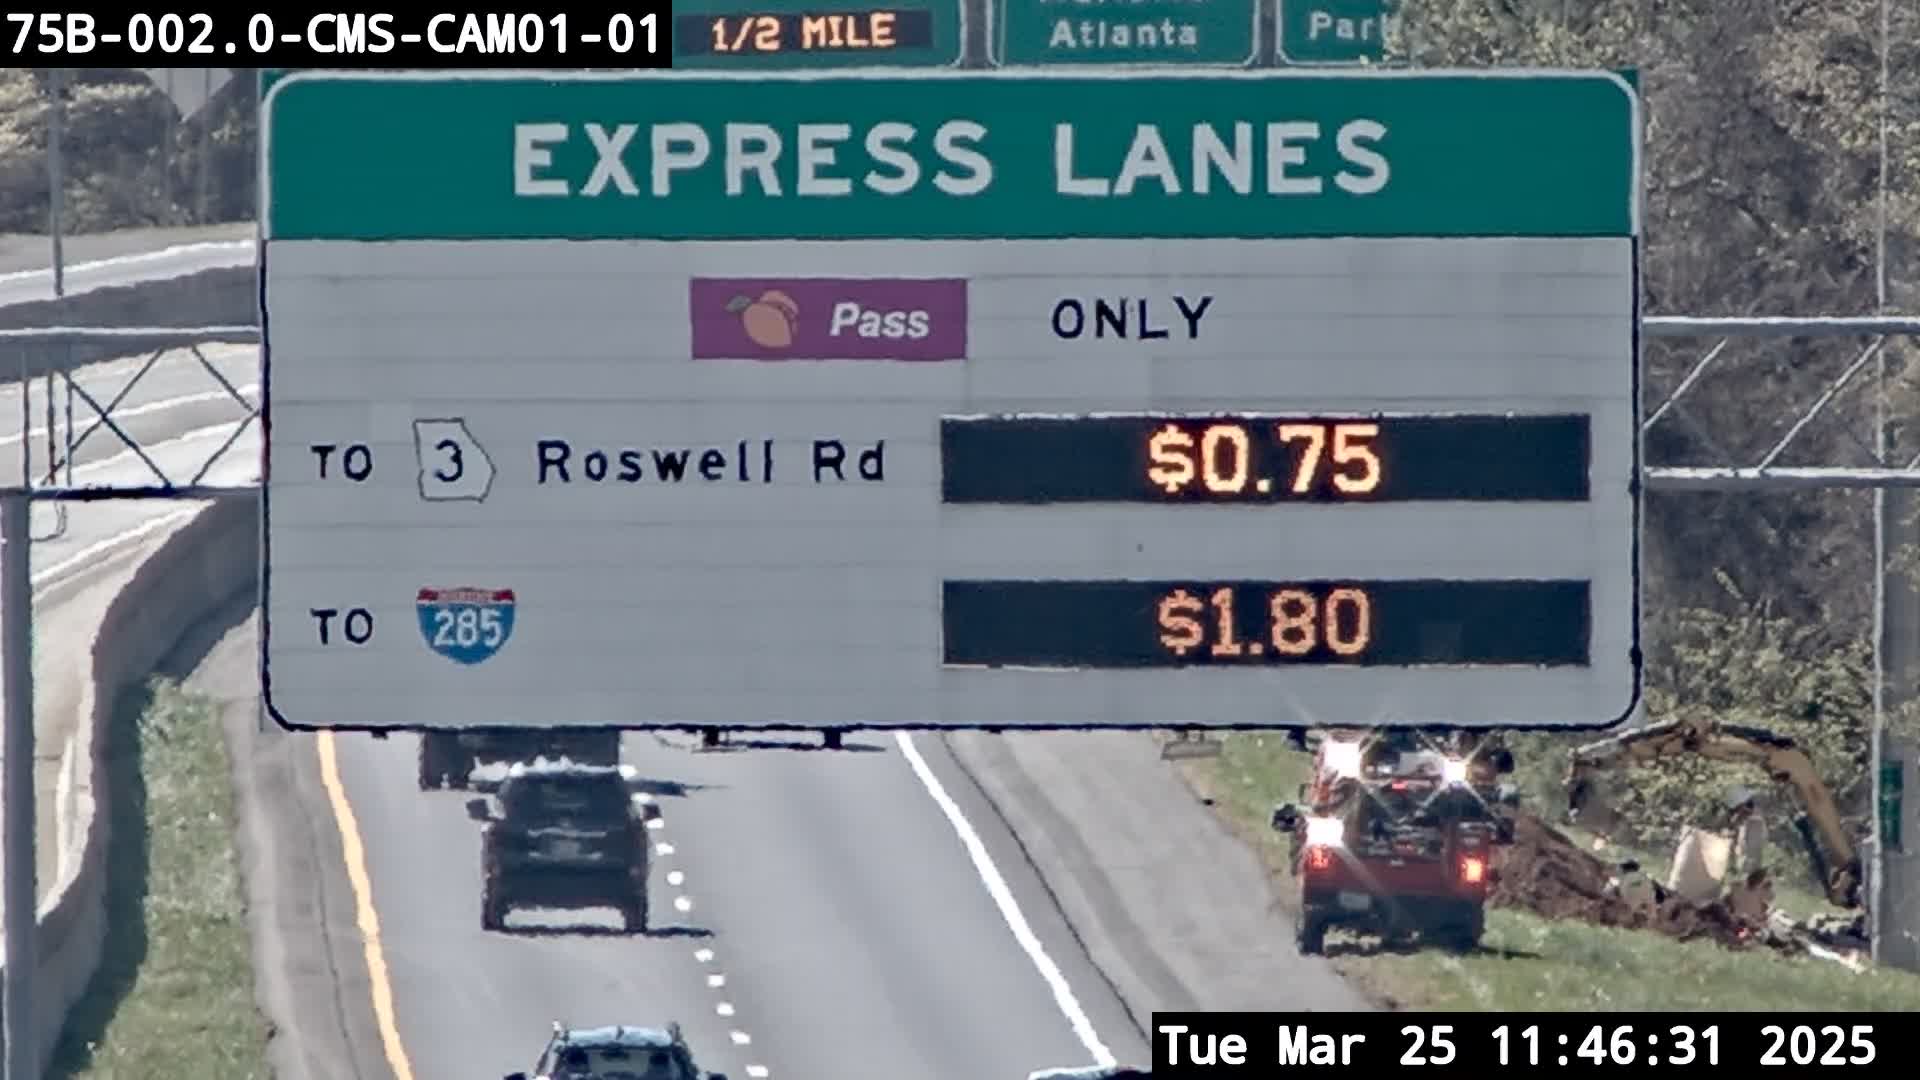 75B-002.0-CMS-CAM01-01
1/2 MILE
Atlanta
EXPRESS LANES
Pass ONLY
TO 3 Roswell Rd $0.75
TO 285 $1.80
Tue Mar 25 11:46:31 2025